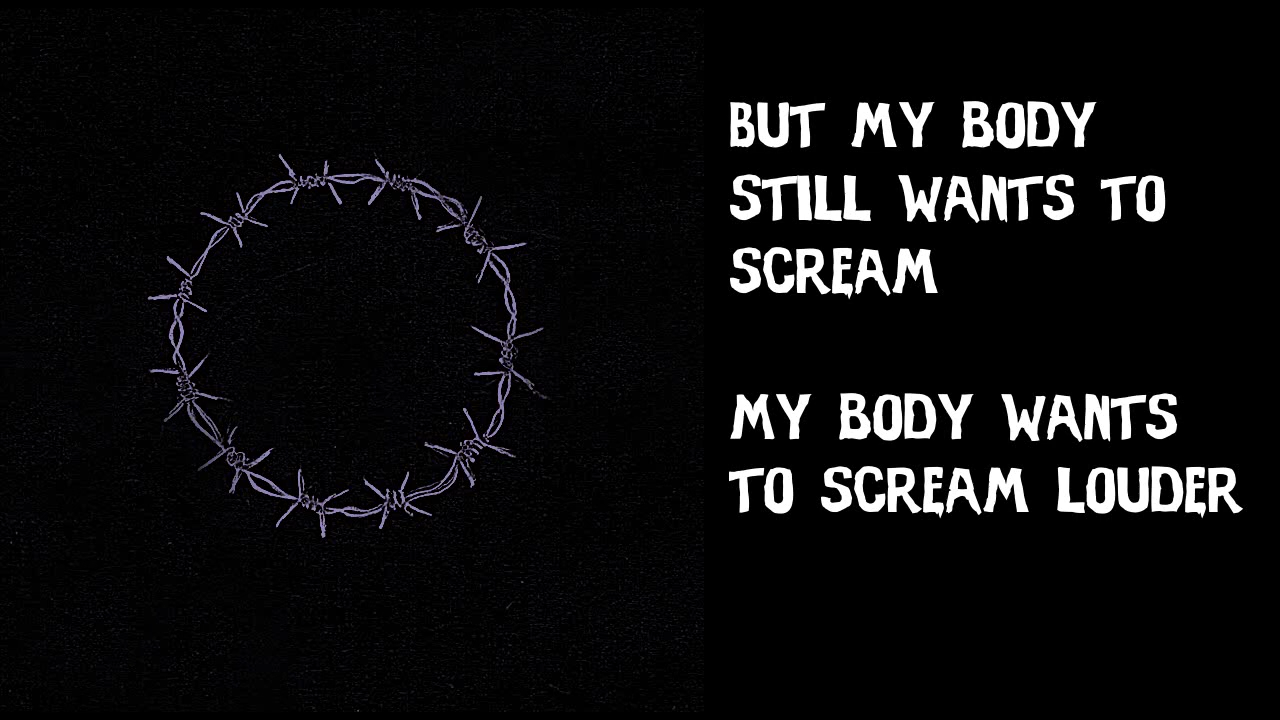 BUT MY BODY
STILL WANTS TO
SCREAM
MY BODY WANTS
TO SCREAM LOUDER